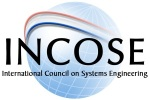 INCOSE
International Council on Systems Engineering